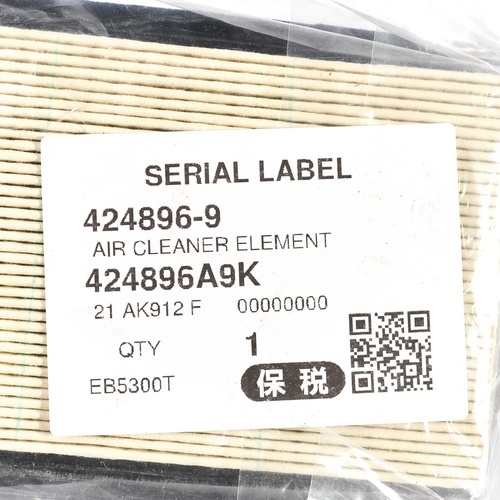 SERIAL LABEL
424896-9
AIR CLEANER ELEMENT
424896A9K
21 AK912 F 00000000
QTY 1
EB5300T 保税